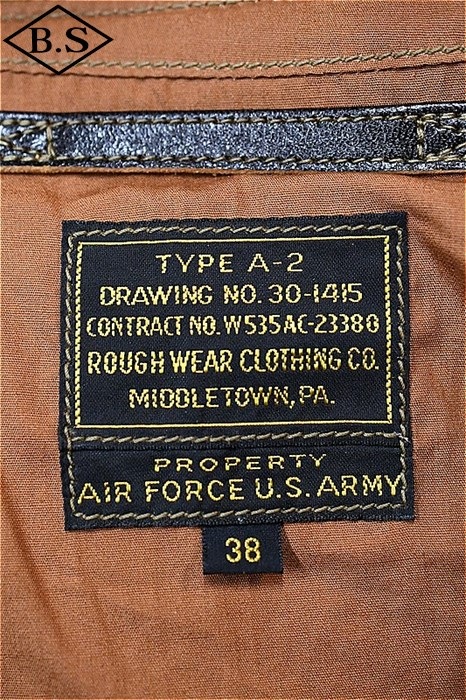 B.S
TYPE A-2
DRAWING NO. 30-1415
CONTRACT NO. W535AC-23380
ROUGH WEAR CLOTHING CO.
MIDDLETOWN, PA.
PROPERTY
AIR FORCE U.S. ARMY
38